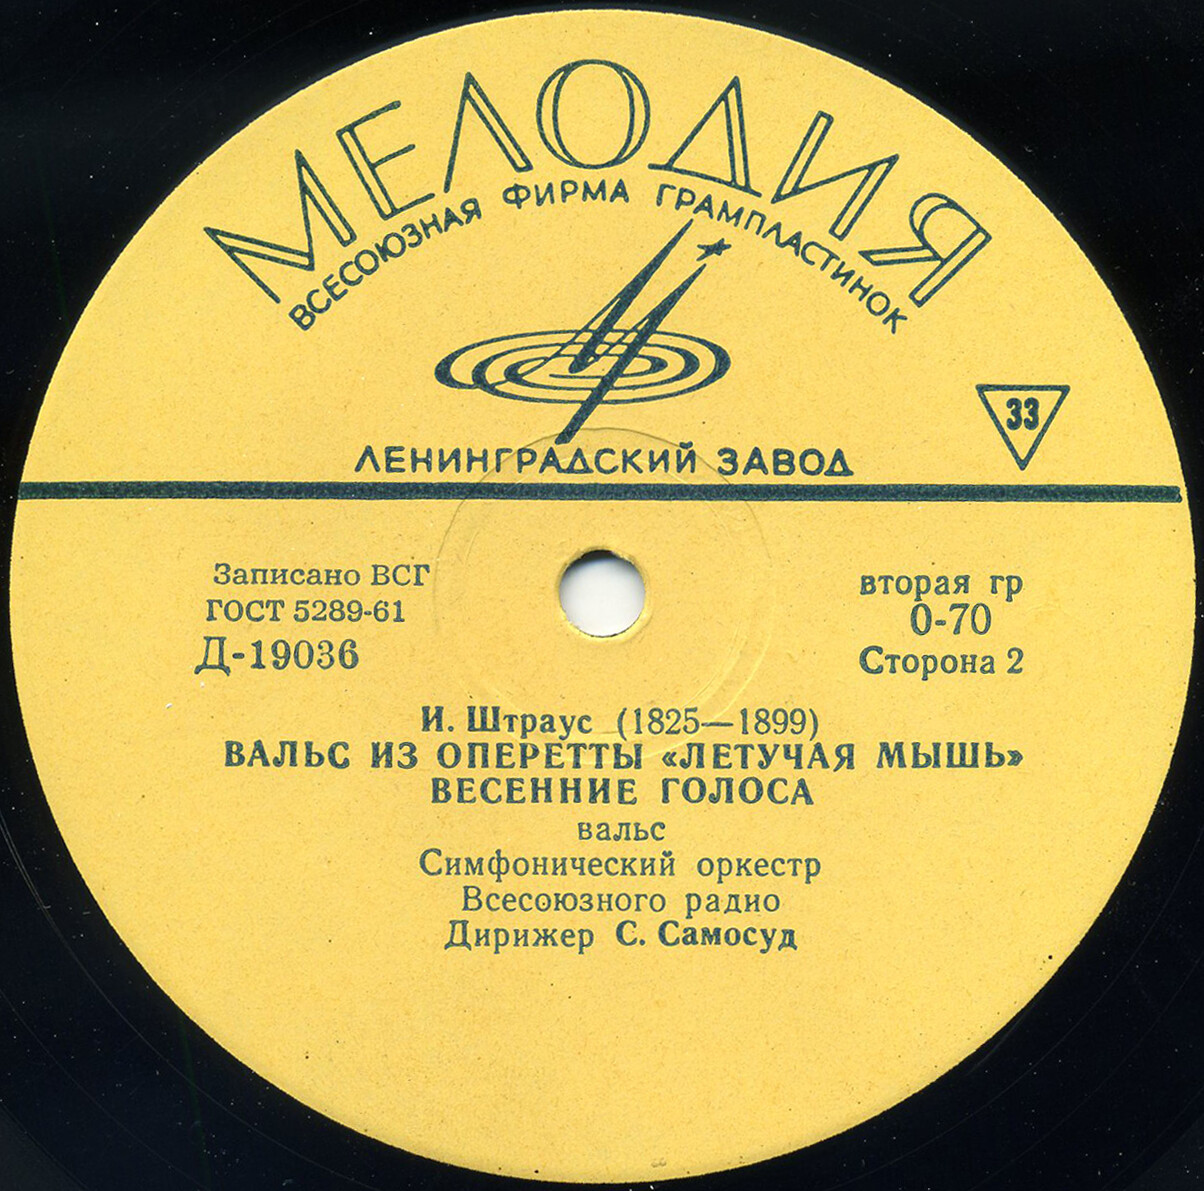 МЕЛОДИЯ
ВСЕСОЮЗНАЯ ФИРМА ГРАМПЛАСТИНОК
33
ЛЕНИНГРАДСКИЙ ЗАВОД
Записано ВСГ
ГОСТ 5289-61
Д-19036
вторая гр
0-70
Сторона 2
И. Штраус (1825—1899)
ВАЛЬС ИЗ ОПЕРЕТТЫ «ЛЕТУЧАЯ МЫШЬ»
ВЕСЕННИЕ ГОЛОСА
вальс
Симфонический оркестр
Всесоюзного радио
Дирижер С. Самосуд